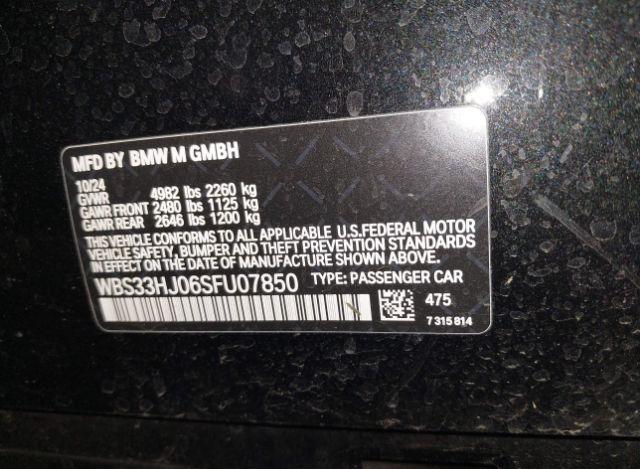 MFD BY BMW M GMBH
10/24
GVWR 4982 lbs 2260 kg
GAWR FRONT 2480 lbs 1125 kg
GAWR REAR 2646 lbs 1200 kg
THIS VEHICLE CONFORMS TO ALL APPLICABLE U.S.FEDERAL MOTOR
VEHICLE SAFETY, BUMPER AND THEFT PREVENTION STANDARDS
IN EFFECT ON THE DATE OF MANUFACTURE SHOWN ABOVE.
WBS33HJ06SFU07850 TYPE: PASSENGER CAR
475
7 315 814